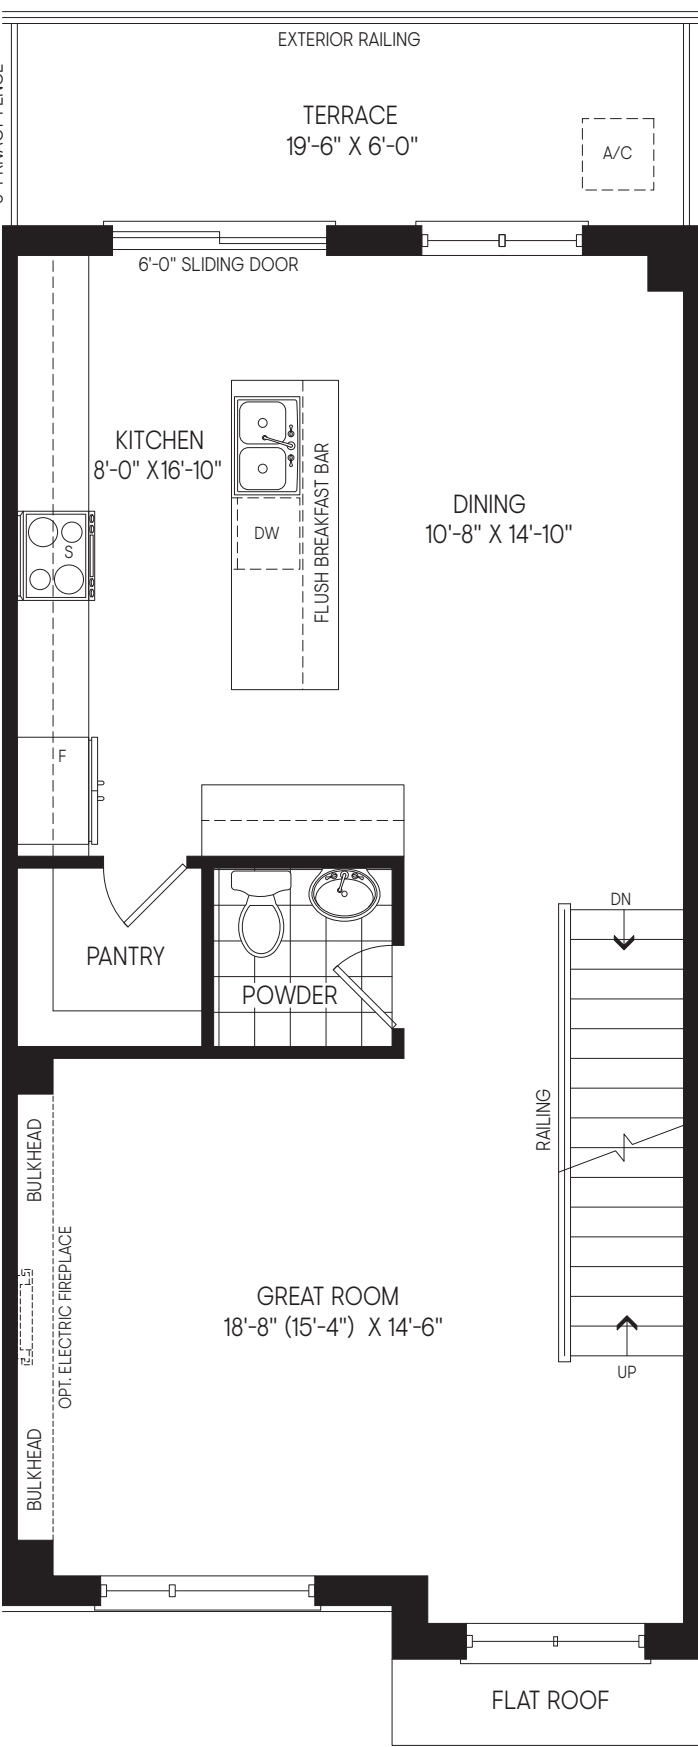 EXTERIOR RAILING
TERRACE
19'-6" X 6'-0"
A/C
6'-0" SLIDING DOOR
KITCHEN
8'-0" X16'-10"
FLUSH BREAKFAST BAR
DW
DINING
10'-8" X 14'-10"
S
F
PANTRY
POWDER
DN
RAILING
UP
BULKHEAD
OPT. ELECTRIC FIREPLACE
BULKHEAD
GREAT ROOM
18'-8" (15'-4") X 14'-6"
FLAT ROOF